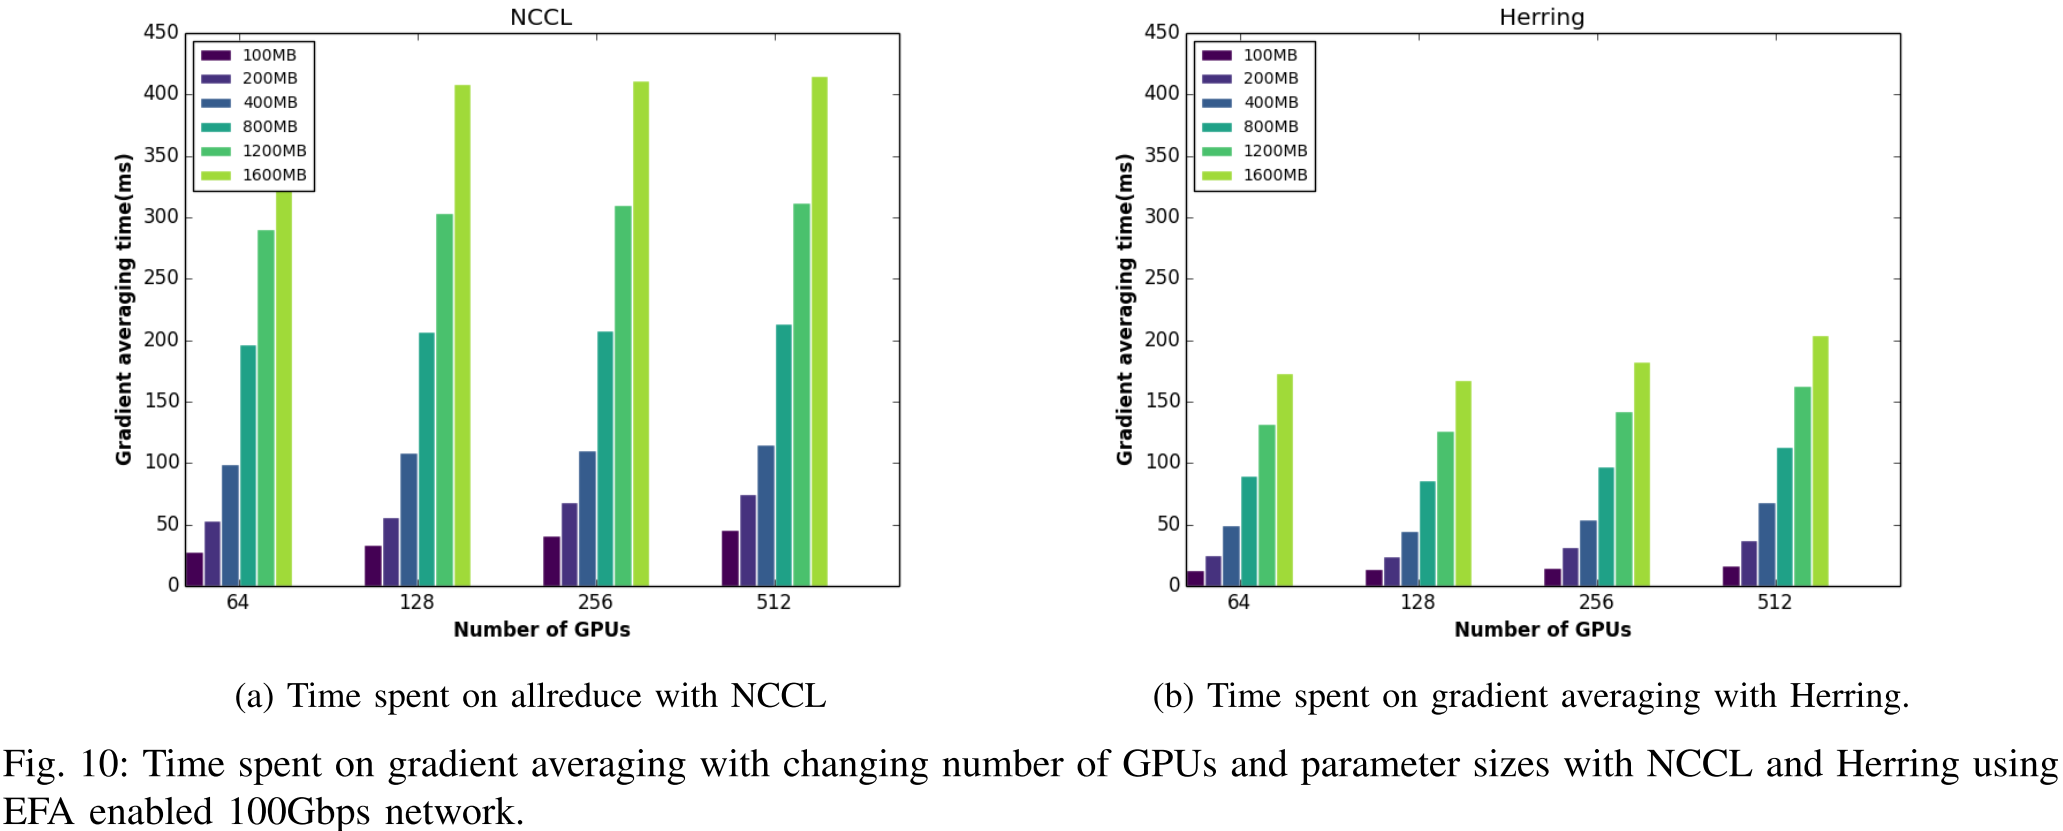 NCCL
450
400
350
300
250
200
150
100
50
0
Gradient averaging time(ms)
100MB
200MB
400MB
800MB
1200MB
1600MB
64 128 256 512
Number of GPUs
(a) Time spent on allreduce with NCCL
Herring
450
400
350
300
250
200
150
100
50
0
Gradient averaging time(ms)
100MB
200MB
400MB
800MB
1200MB
1600MB
64 128 256 512
Number of GPUs
(b) Time spent on gradient averaging with Herring.
Fig. 10: Time spent on gradient averaging with changing number of GPUs and parameter sizes with NCCL and Herring using
EFA enabled 100Gbps network.